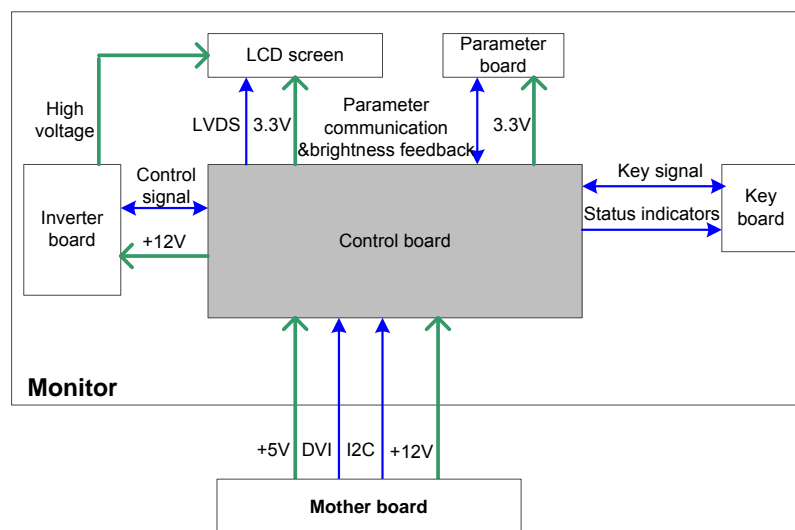 LCD screen
Parameter
board
High
voltage
LVDS
3.3V
Parameter
communication
&brightness feedback
3.3V
Inverter
board
Control
signal
+12V
Control board
Key signal
Status indicators
Key
board
Monitor
+5V
DVI
I2C
+12V
Mother board